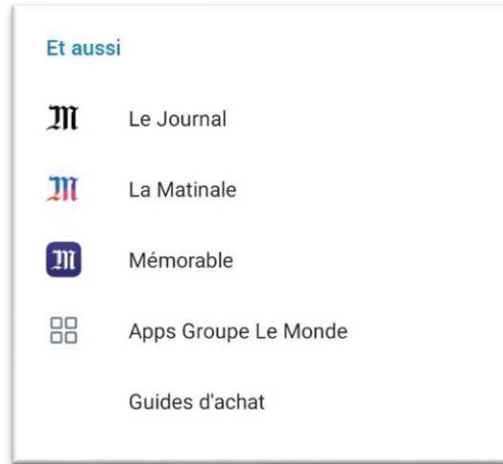 Et aussi
Le Journal
La Matinale
Mémorable
Apps Groupe Le Monde
Guides d'achat